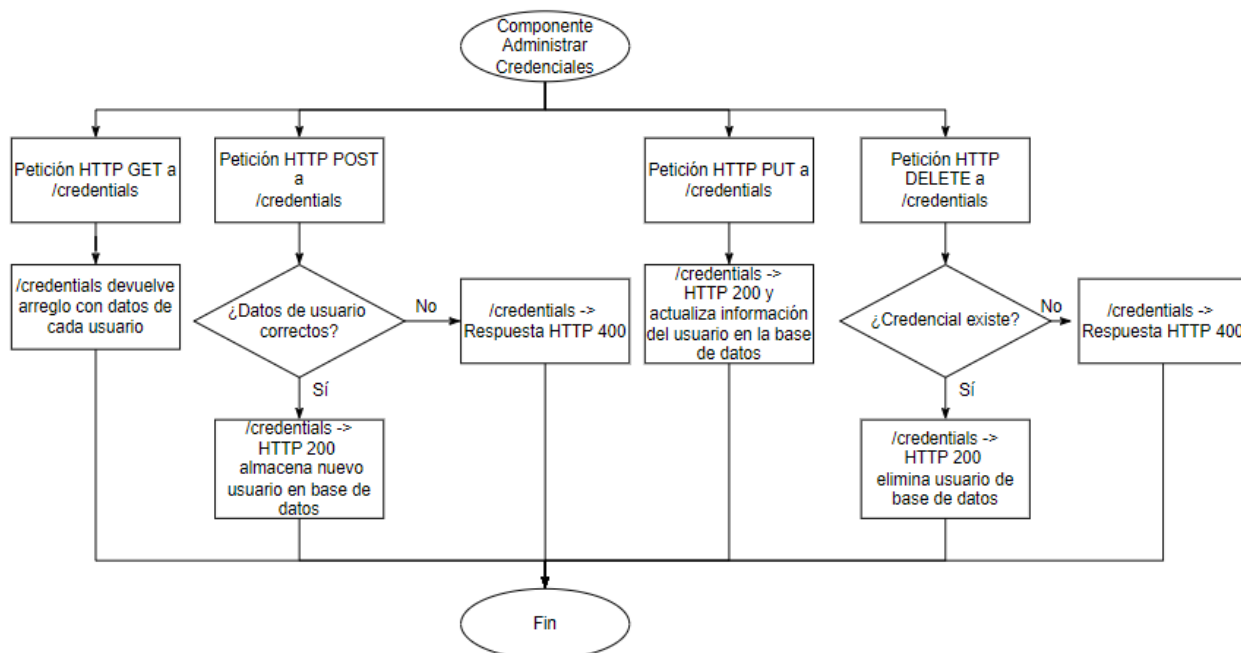 Componente
Administrar
Credenciales
Petición HTTP GET a
/credentials
Petición HTTP POST
a
/credentials
Petición HTTP PUT a
/credentials
Petición HTTP
DELETE a
/credentials
/credentials devuelve
arreglo con datos de
cada usuario
¿Datos de usuario
correctos?
No
/credentials ->
Respuesta HTTP 400
/credentials ->
HTTP 200 y
actualiza información
del usuario en la base
de datos
¿Credencial existe?
No
/credentials ->
Respuesta HTTP 400
Sí
/credentials ->
HTTP 200
almacena nuevo
usuario en base de
datos
Sí
/credentials ->
HTTP 200
elimina usuario de
base de datos
Fin